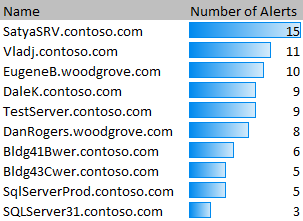 Name Number of Alerts
SatyaSRV.contoso.com 15
Vladj.contoso.com 11
EugeneB.woodgrove.com 10
DaleK.contoso.com 9
TestServer.contoso.com 9
DanRogers.woodgrove.com 8
Bldg41Bwer.contoso.com 6
Bldg43Cwer.contoso.com 5
SqlServerProd.contoso.com 5
SQLServer31.contoso.com 3